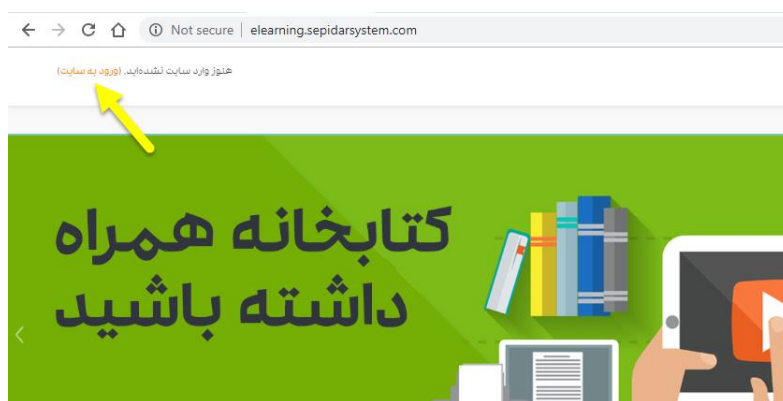 Not secure | elearning.sepidarsystem.com
هنوز وارد سایت نشده‌اید. (ورود به سایت)
کتابخانه همراه
داشته باشید